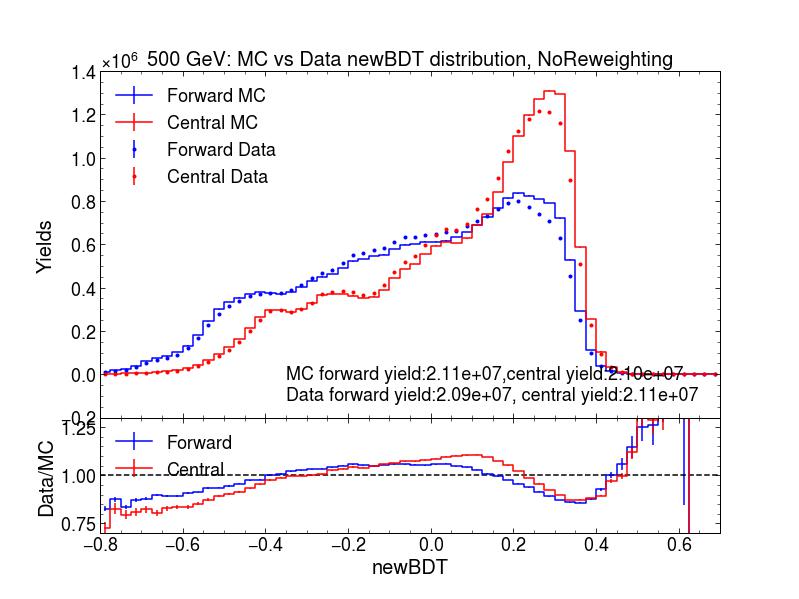 ×10⁶ 500 GeV: MC vs Data newBDT distribution, NoReweighting
1.4
Forward MC
1.2
Central MC
Forward Data
1.0
Central Data
0.8
Yields
0.6
0.4
0.2
0.0
MC forward yield:2.11e+07,central yield:2.10e+07
Data forward yield:2.09e+07, central yield:2.11e+07
0.2
1.25
Forward
Data/MC
1.00
Central
0.75
−0.8 −0.6 −0.4 −0.2 0.0 0.2 0.4 0.6
newBDT